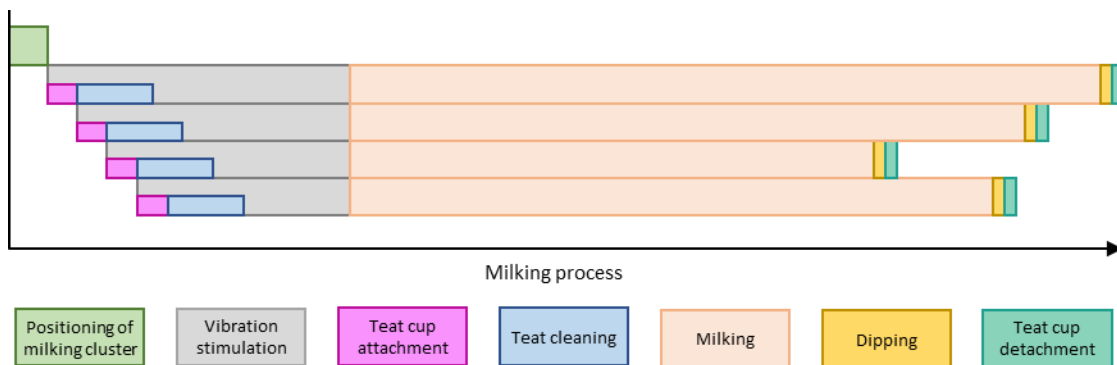 Milking process
Positioning of
milking cluster
Vibration
stimulation
Teat cup
attachment
Teat cleaning
Milking
Dipping
Teat cup
detachment